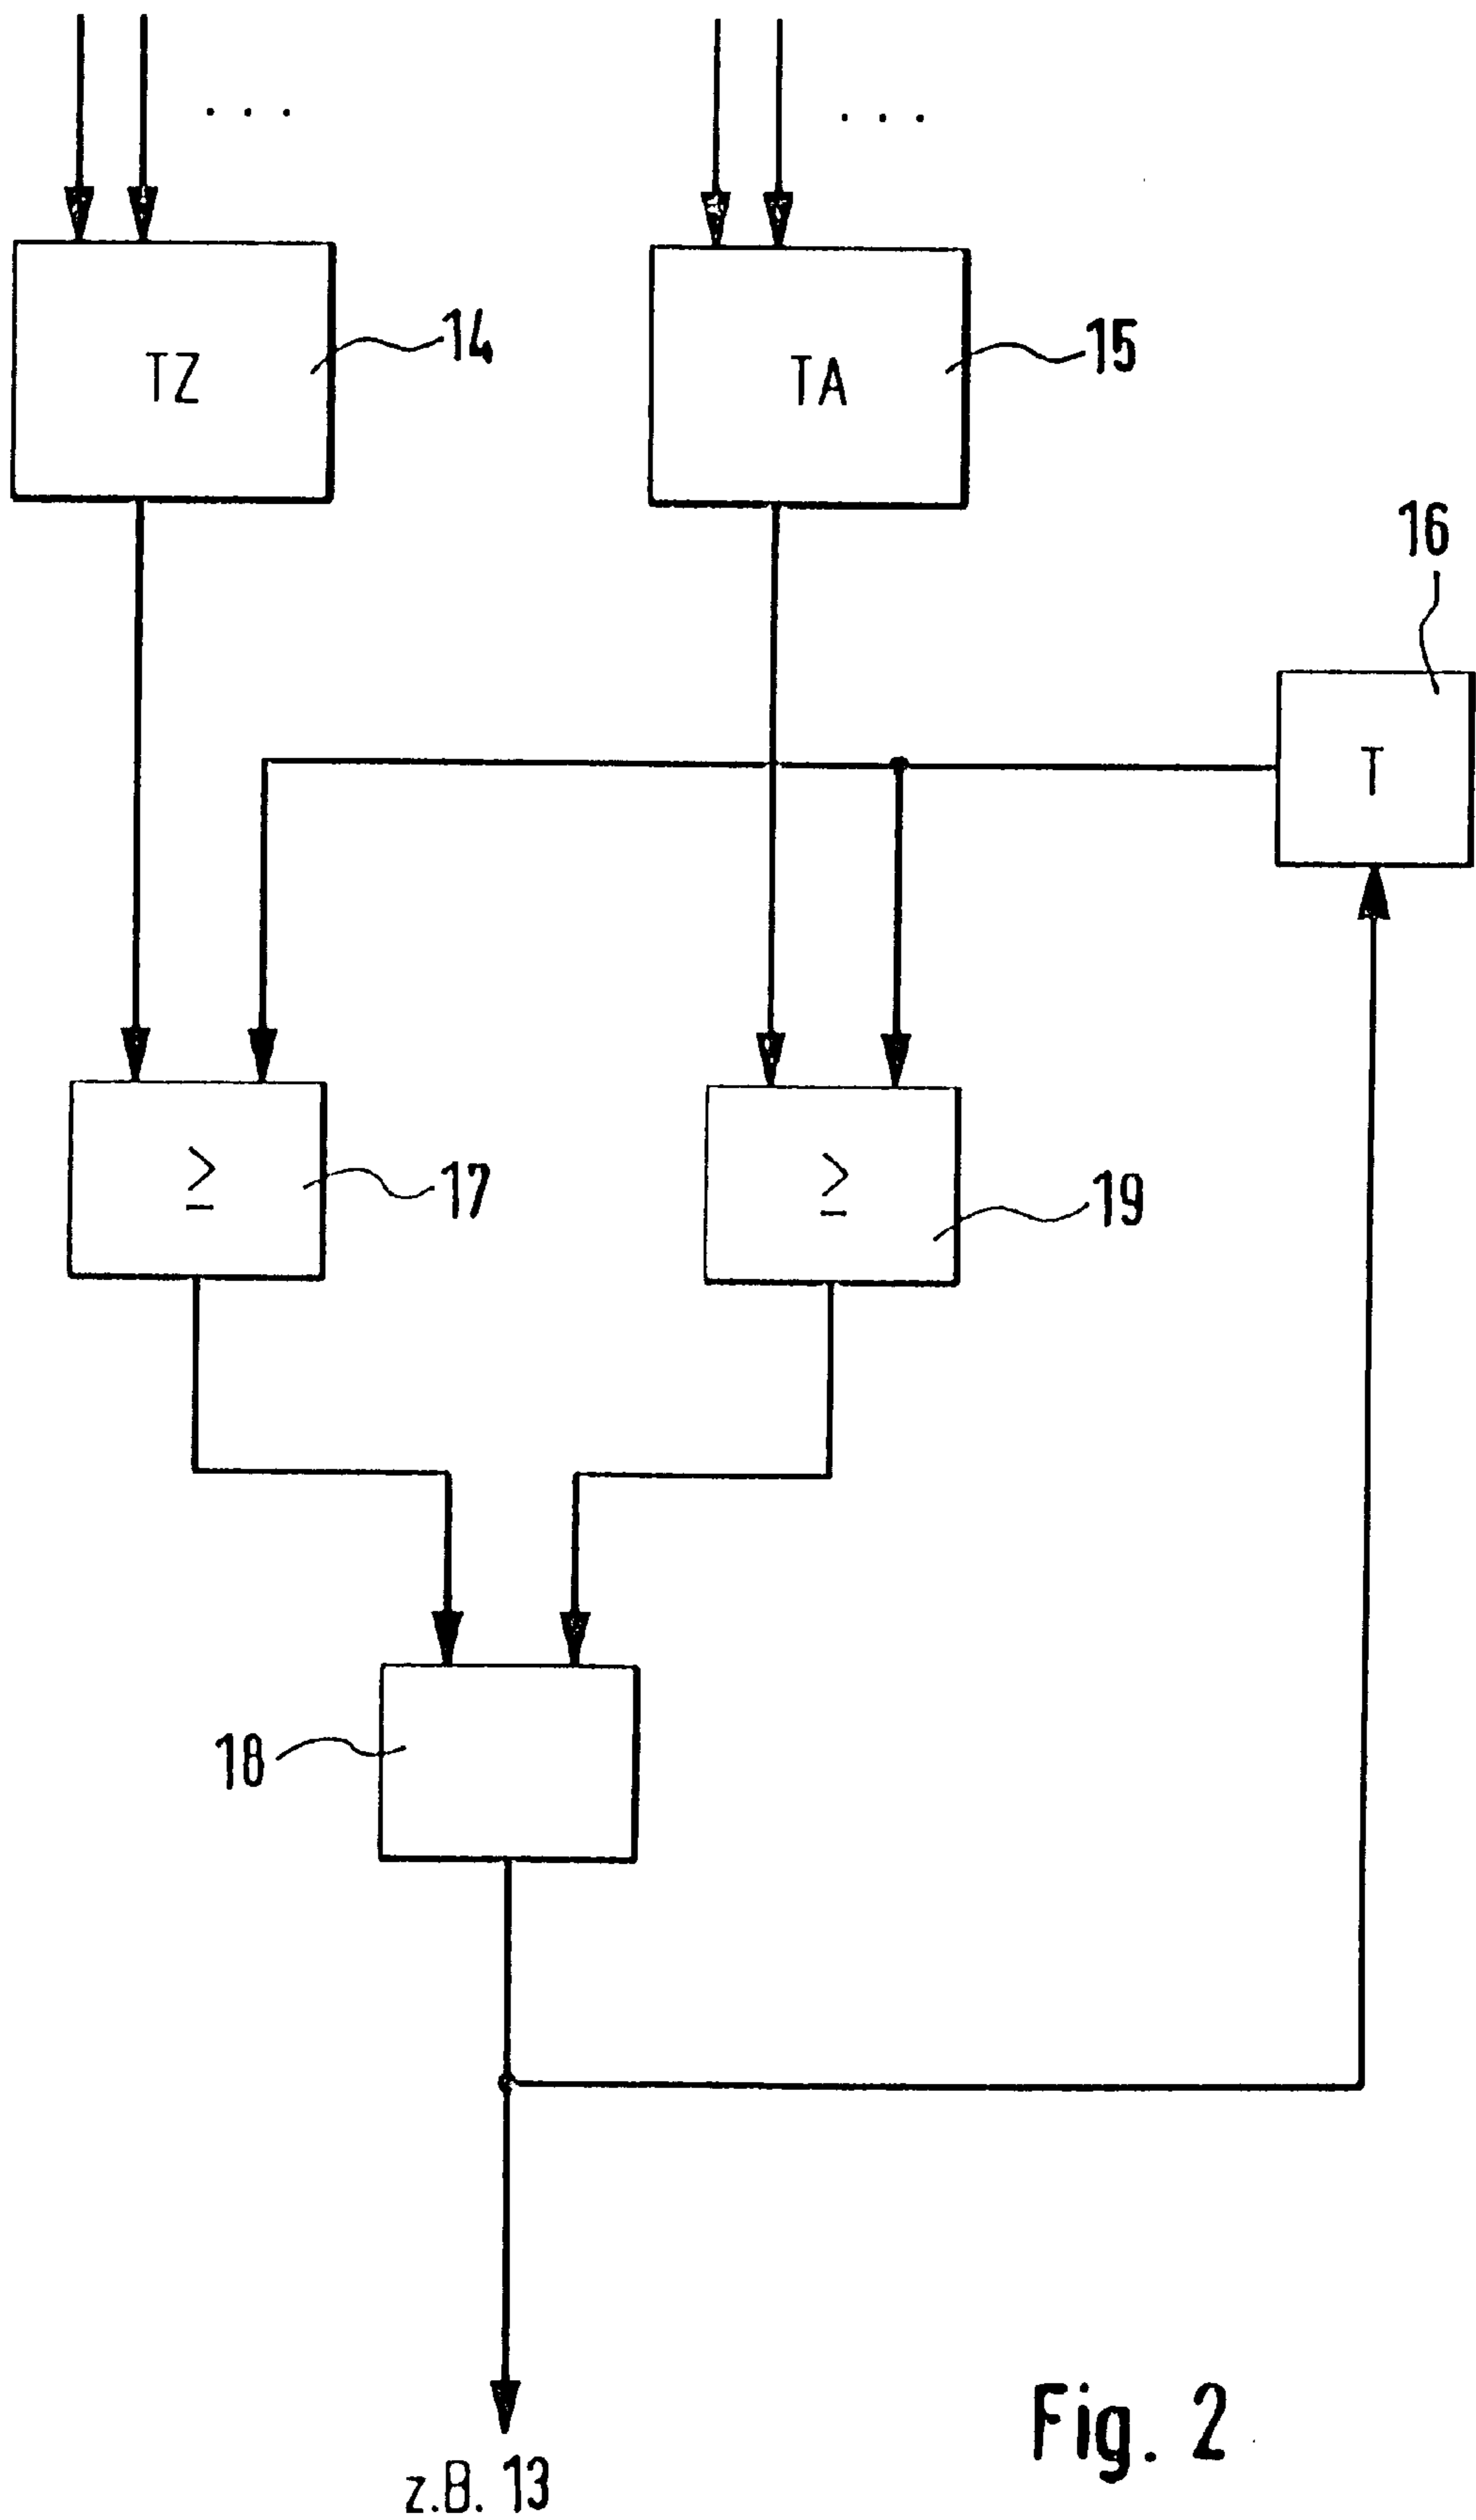 . . .
. . .
TZ
14
TA
15
16
T
≥
17
≥
19
18
z.B. 13
Fig. 2